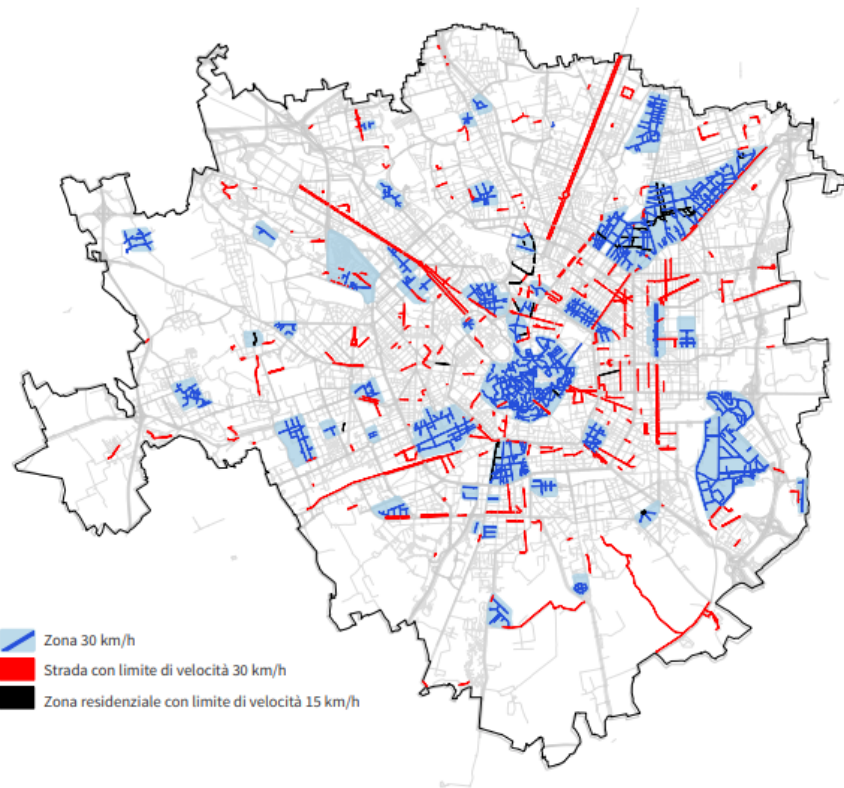 Zona 30 km/h
Strada con limite di velocità 30 km/h
Zona residenziale con limite di velocità 15 km/h